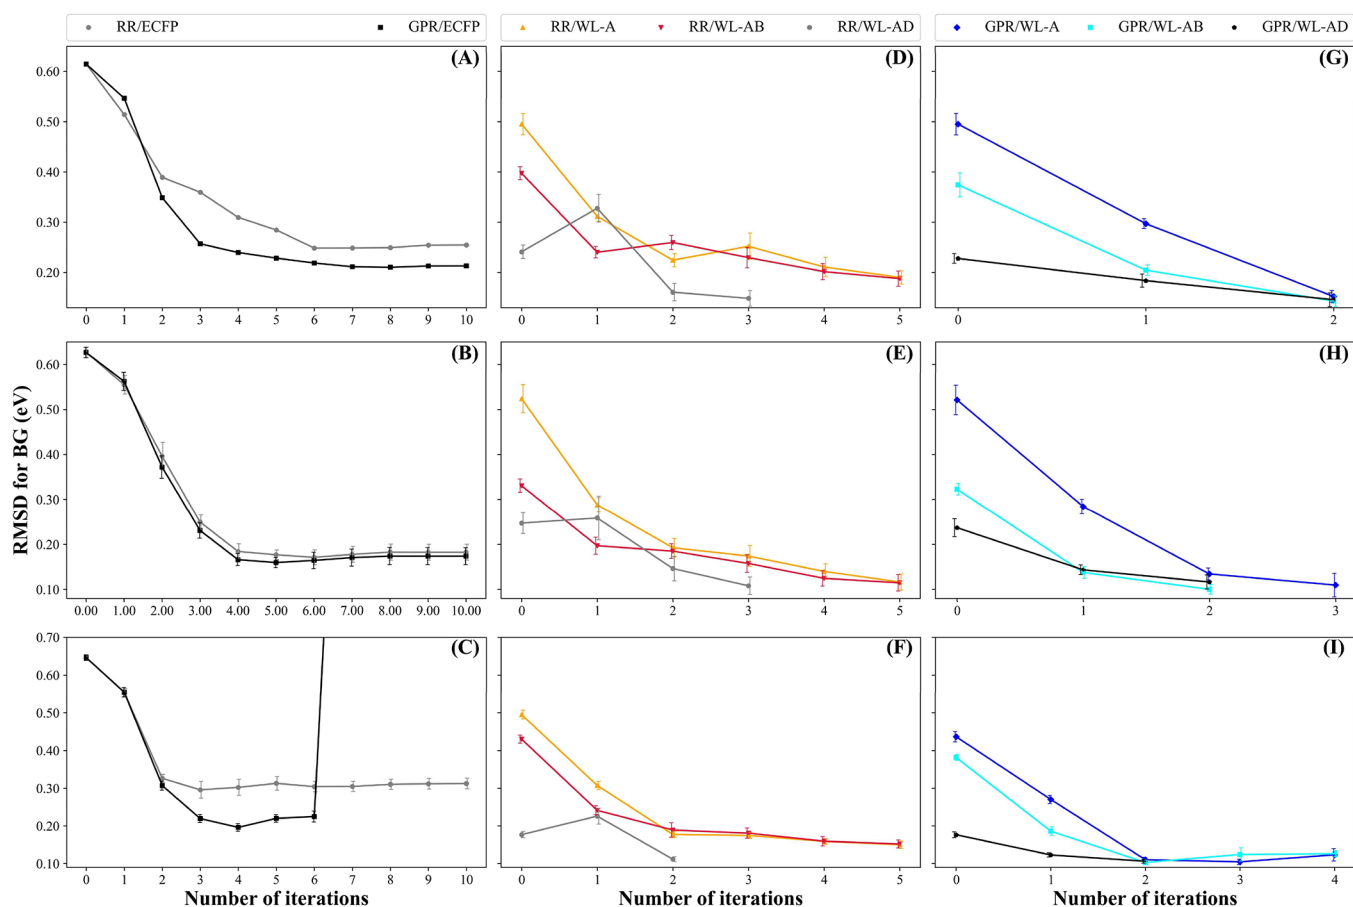 RR/ECFP GPR/ECFP RR/WL-A RR/WL-AB RR/WL-AD GPR/WL-A GPR/WL-AB GPR/WL-AD
(A) (D) (G)
0.60
0.50
0.40
0.30
0.20
0 1 2 3 4 5 6 7 8 9 10 0 1 2 3 4 5 0 1 2
RMSD for BG (eV)
(B) (E) (H)
0.60
0.50
0.40
0.30
0.20
0.10
0.00 1.00 2.00 3.00 4.00 5.00 6.00 7.00 8.00 9.00 10.00 0 1 2 3 4 5 0 1 2 3
(C) (F) (I)
0.70
0.60
0.50
0.40
0.30
0.20
0.10
0 1 2 3 4 5 6 7 8 9 10 0 1 2 3 4 5 0 1 2 3 4
Number of iterations Number of iterations Number of iterations